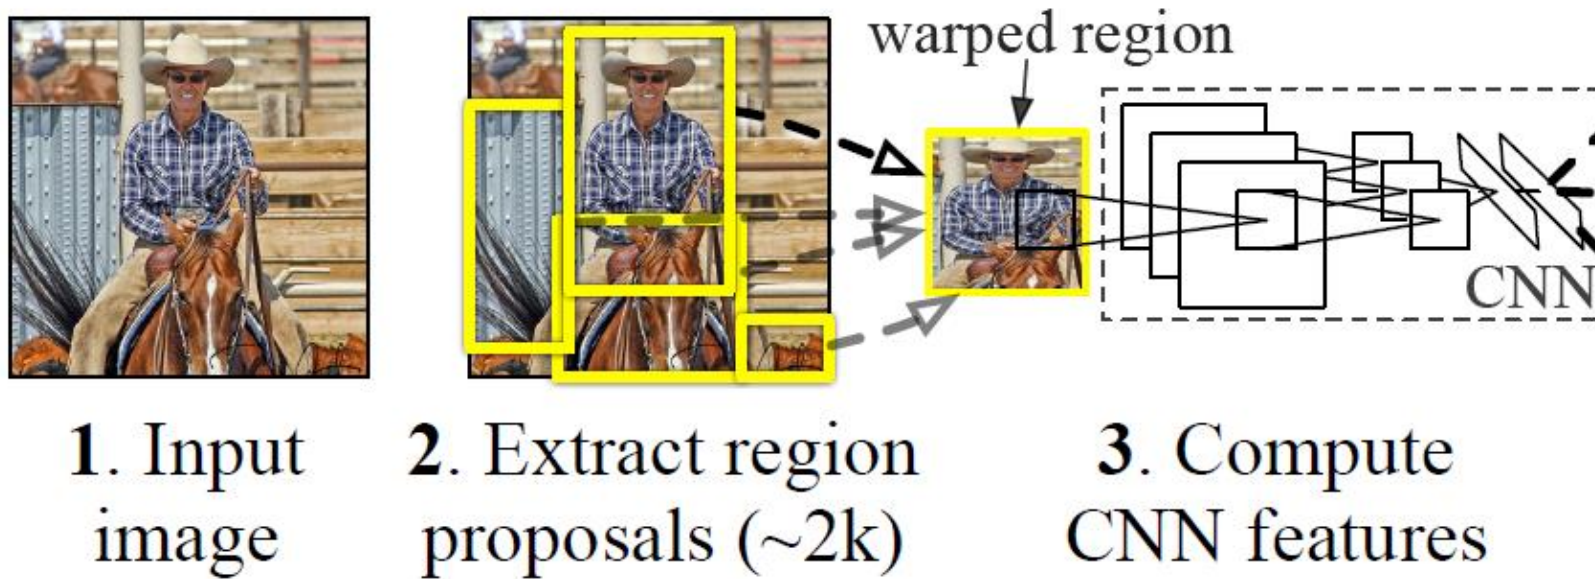 warped region
CNN
1. Input
image
2. Extract region
proposals (~2k)
3. Compute
CNN features